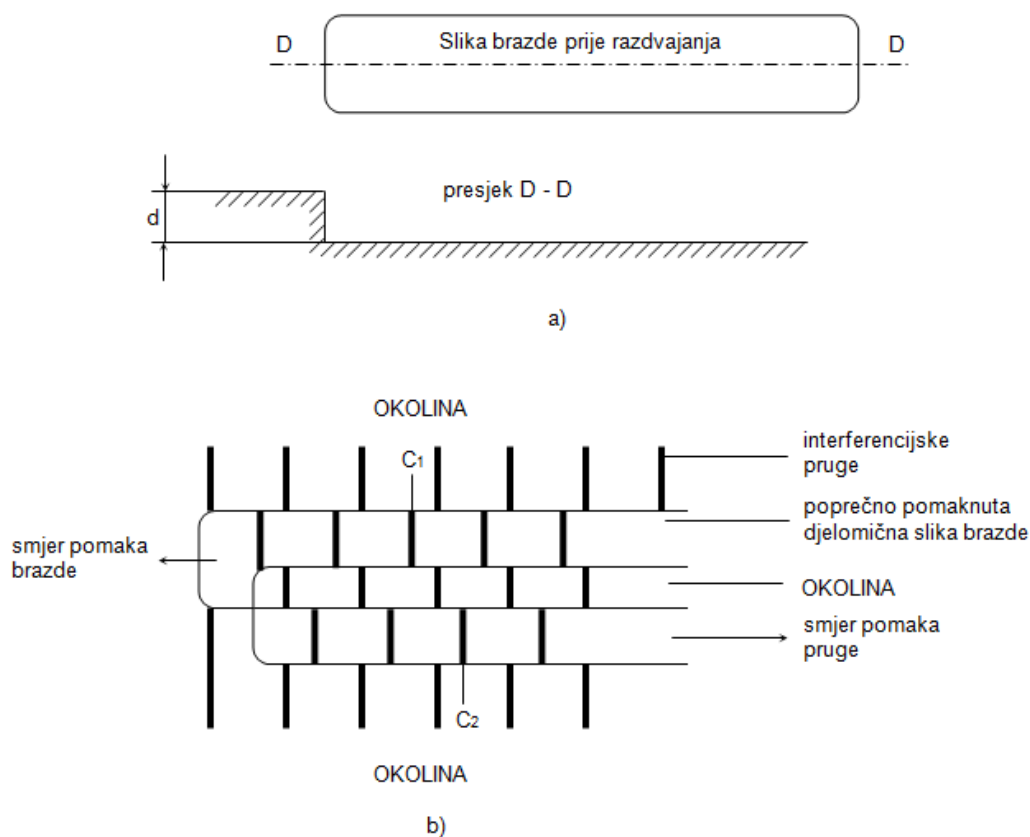 D
Slika brazde prije razdvajanja
D
presjek D - D
d
a)
OKOLINA
interferencijske
pruge
C1
poprečno pomaknuta
djelomična slika brazde
smjer pomaka
brazde
OKOLINA
smjer pomaka
pruge
C2
OKOLINA
b)